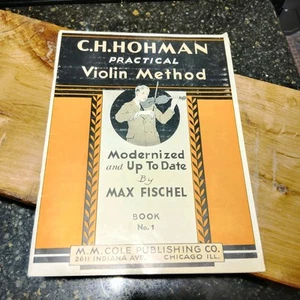 C.H.HOHMAN
PRACTICAL
Violin Method
Modernized
and Up To Date
By
MAX FISCHEL
BOOK
No. 1
M.M. COLE PUBLISHING CO.
2611 INDIANA AVE. CHICAGO ILL.